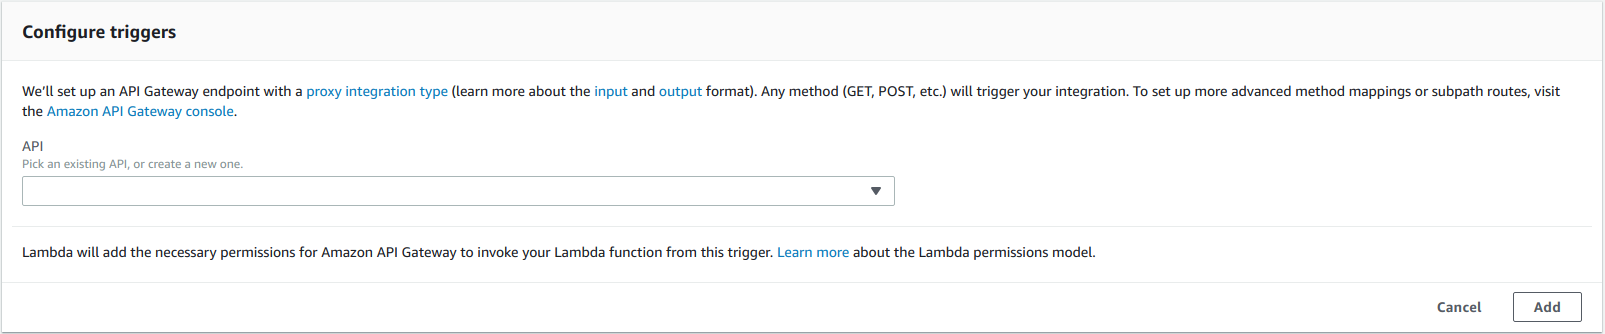 Configure triggers
We'll set up an API Gateway endpoint with a proxy integration type (learn more about the input and output format). Any method (GET, POST, etc.) will trigger your integration. To set up more advanced method mappings or subpath routes, visit
the Amazon API Gateway console.
API
Pick an existing API, or create a new one.
Lambda will add the necessary permissions for Amazon API Gateway to invoke your Lambda function from this trigger. Learn more about the Lambda permissions model.
Cancel Add